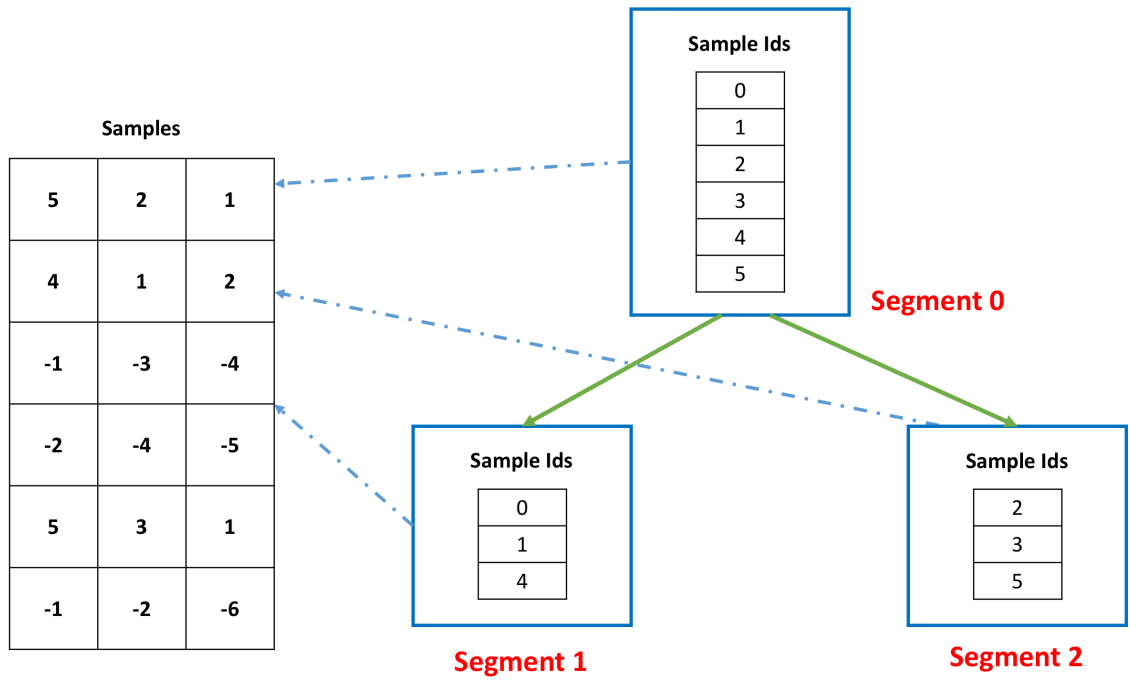 Sample Ids
0
1
2
3
4
5
Segment 0
Samples
5 2 1
4 1 2
-1 -3 -4
-2 -4 -5
5 3 1
-1 -2 -6
Sample Ids
0
1
4
Segment 1
Sample Ids
2
3
5
Segment 2